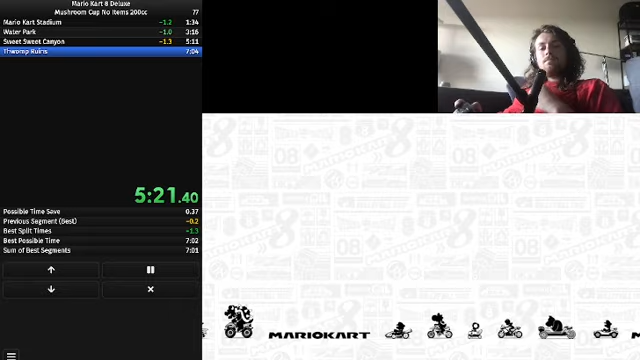 Mario Kart 8 Deluxe
Mushroom Cup No Items 200cc 77
Mario Kart Stadium -1.2 1:34
Water Park -1.0 3:16
Sweet Sweet Canyon -1.3 5:11
Thwomp Ruins 7:04
5:21.40
Possible Time Save 0.37
Previous Segment (Best) -0.2
Best Split Times -1.3
Best Possible Time 7:02
Sum of Best Segments 7:01
MARIOKART